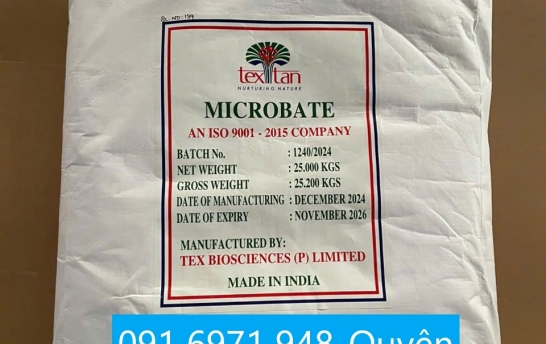 tex tan
NURTURING NATURE
MICROBATE
AN ISO 9001 - 2015 COMPANY
BATCH No. : 1240/2024
NET WEIGHT : 25.000 KGS
GROSS WEIGHT : 25.200 KGS
DATE OF MANUFACTURING : DECEMBER 2024
DATE OF EXPIRY : NOVEMBER 2026
MANUFACTURED BY:
TEX BIOSCIENCES (P) LIMITED
MADE IN INDIA
091 6971 948 Quyên